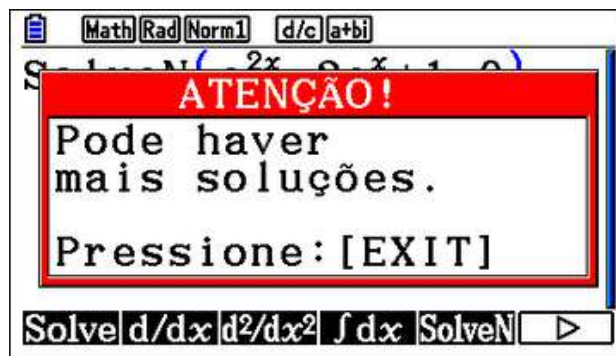 Math Rad Norm1 d/c a+bi
ATENÇÃO!
Pode haver
mais soluções.
Pressione:[EXIT]
Solve d/dx d²/dx² ∫dx SolveN ▷